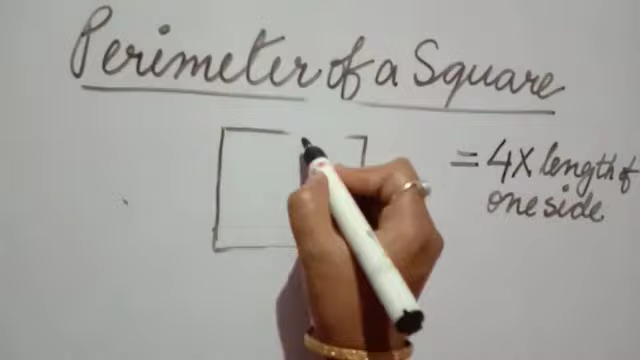 Perimeter of a Square
= 4 X length of
one side